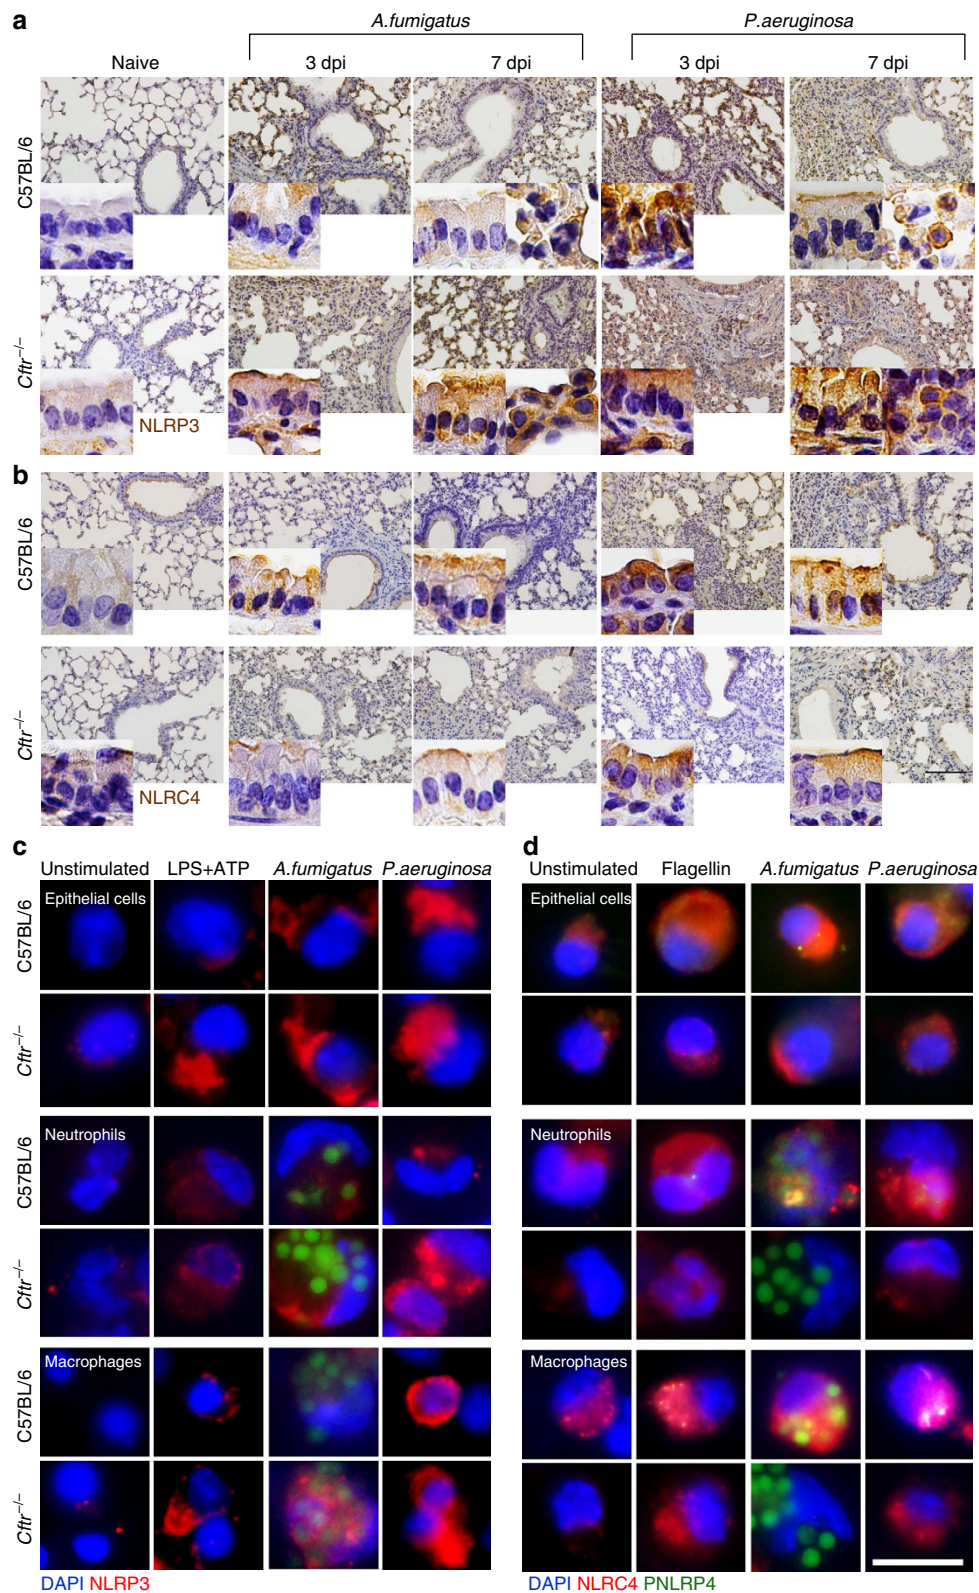 a
A.fumigatus P.aeruginosa
Naive 3 dpi 7 dpi 3 dpi 7 dpi
C57BL/6
Cftr−/−
NLRP3
b
C57BL/6
Cftr−/−
NLRC4
c
Unstimulated LPS+ATP A.fumigatus P.aeruginosa
C57BL/6
Epithelial cells
Cftr−/−
C57BL/6
Neutrophils
Cftr−/−
C57BL/6
Macrophages
Cftr−/−
DAPI NLRP3
d
Unstimulated Flagellin A.fumigatus P.aeruginosa
Epithelial cells
Neutrophils
Macrophages
DAPI NLRC4 PNLRP4